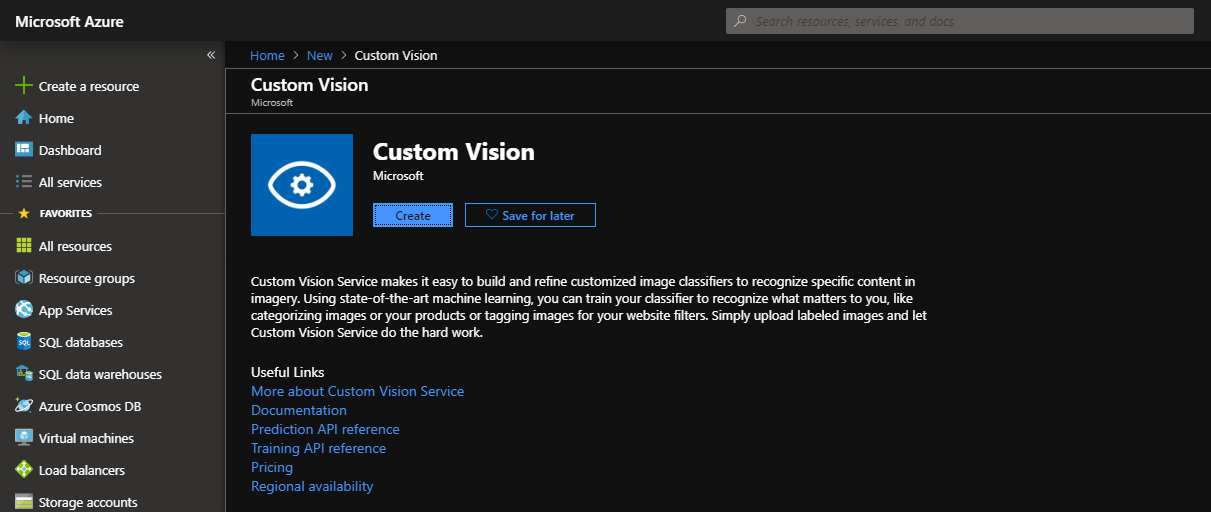 Microsoft Azure
Search resources, services, and docs
«
Create a resource
Home
Dashboard
All services
FAVORITES
All resources
Resource groups
App Services
SQL databases
SQL data warehouses
Azure Cosmos DB
Virtual machines
Load balancers
Storage accounts
Home > New > Custom Vision
Custom Vision
Microsoft
Custom Vision
Microsoft
Create
Save for later
Custom Vision Service makes it easy to build and refine customized image classifiers to recognize specific content in
imagery. Using state-of-the-art machine learning, you can train your classifier to recognize what matters to you, like
categorizing images or your products or tagging images for your website filters. Simply upload labeled images and let
Custom Vision Service do the hard work.
Useful Links
More about Custom Vision Service
Documentation
Prediction API reference
Training API reference
Pricing
Regional availability